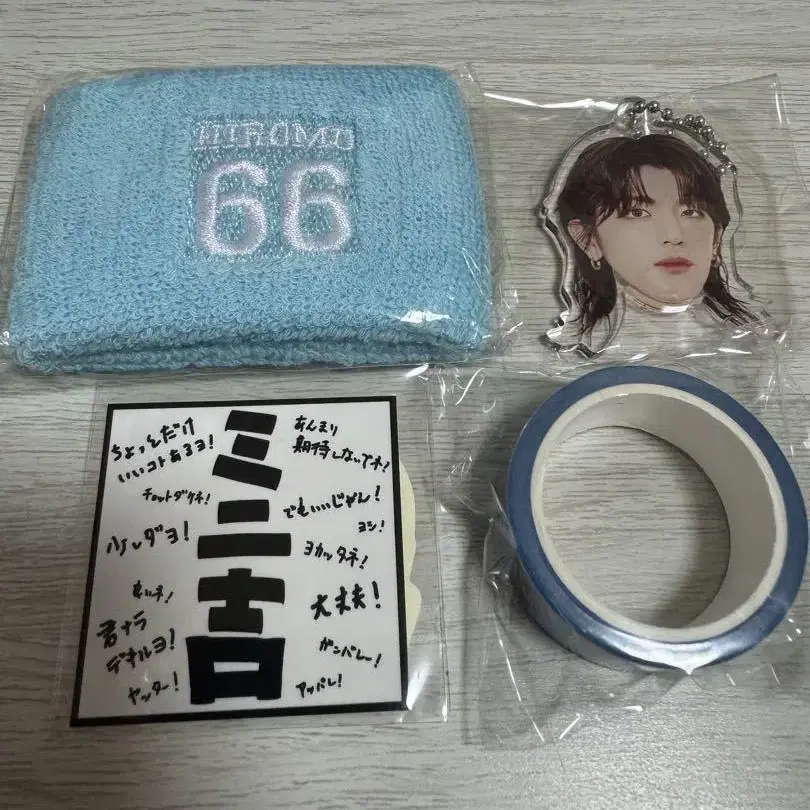 HIROMU
66
ちょっとだけ
いいコトあるヨ!
チョットダケネ!
少しダヨ!
君ナラ
デキルヨ!
ヤッター!
ミニ吉
あんまり
期待しないでネ!
でもいいじゃん!
ヨシ!
ヨカッタネ!
大丈夫!
ガンバレー!
アッパレ!